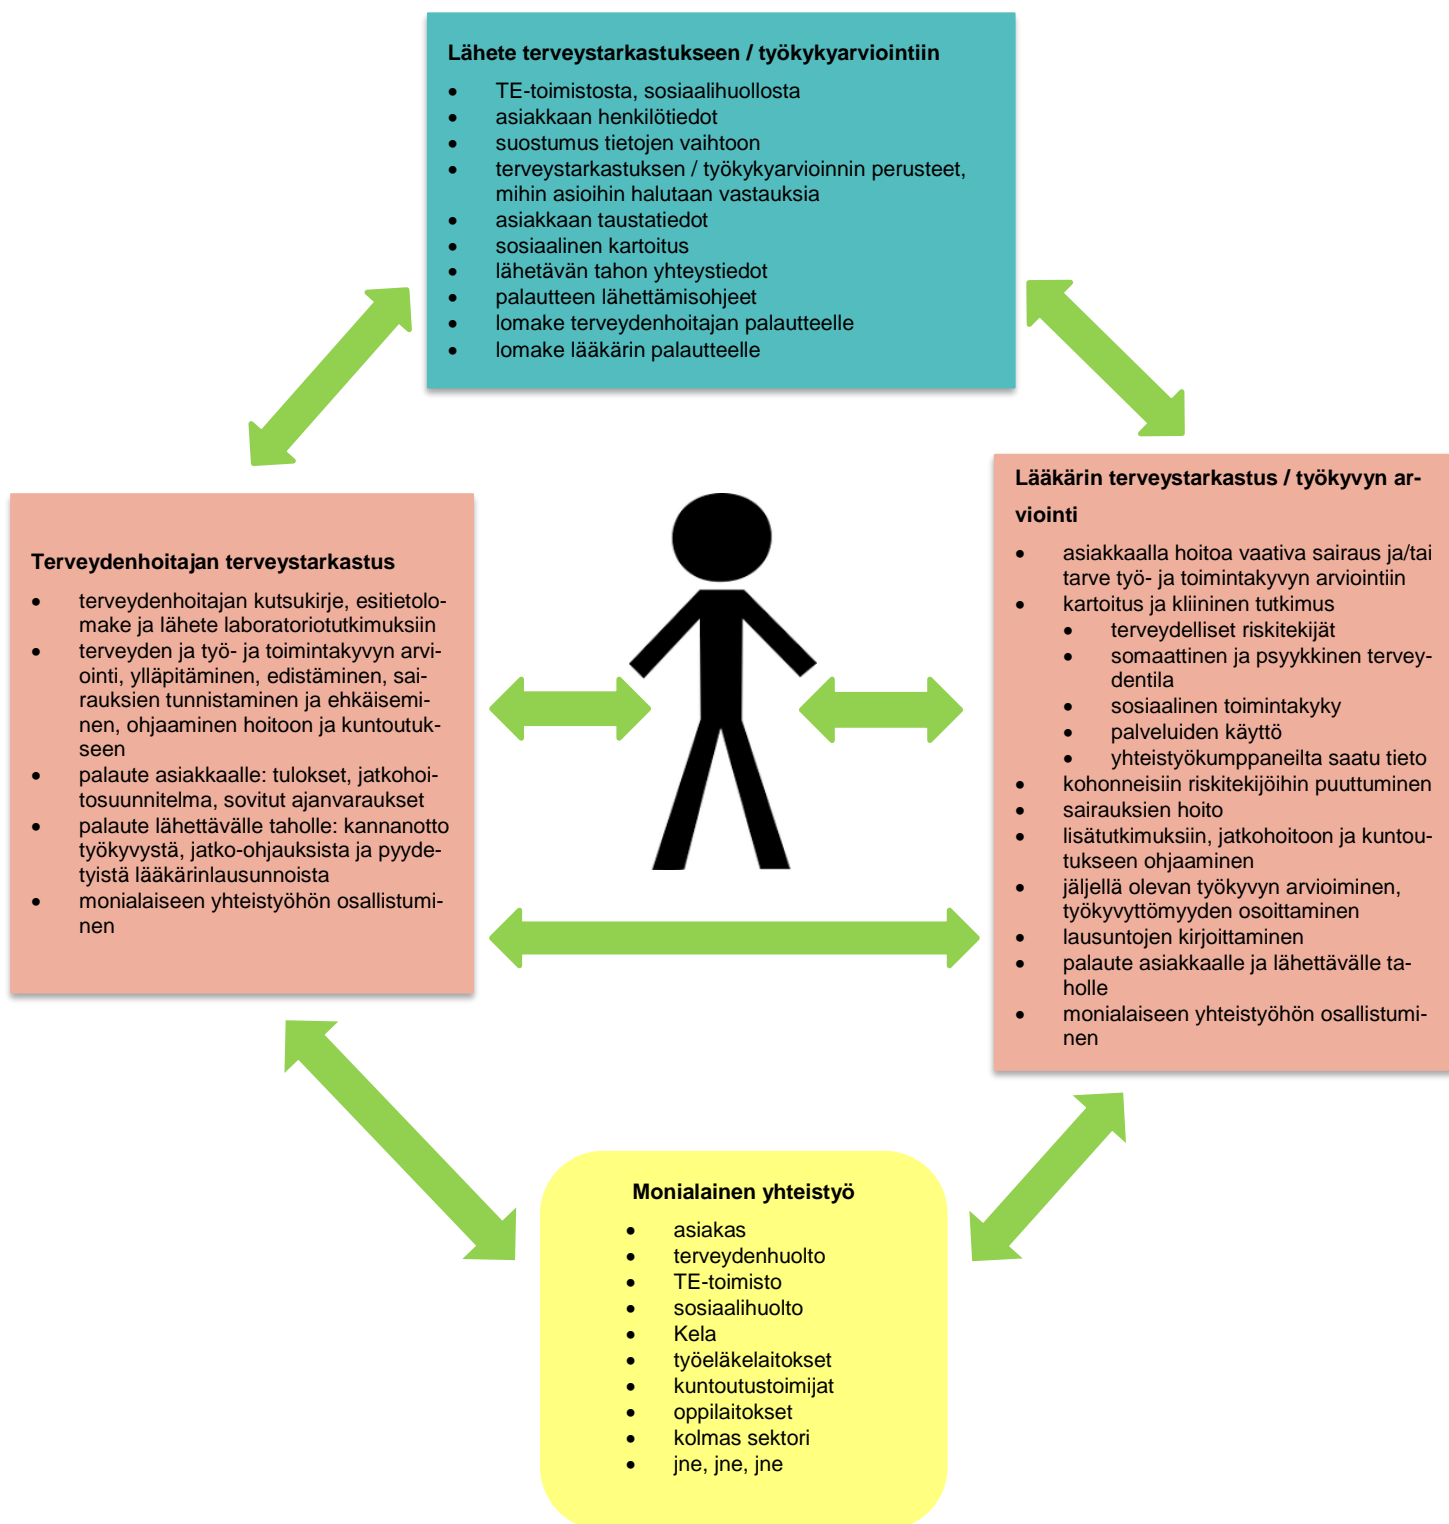 Lähete terveystarkastukseen / työkykyarviointiin
• TE-toimistosta, sosiaalihuollosta
• asiakkaan henkilötiedot
• suostumus tietojen vaihtoon
• terveystarkastuksen / työkykyarvioinnin perusteet,
mihin asioihin halutaan vastauksia
• asiakkaan taustatiedot
• sosiaalinen kartoitus
• lähetävän tahon yhteystiedot
• palautteen lähettämisohjeet
• lomake terveydenhoitajan palautteelle
• lomake lääkärin palautteelle
Terveydenhoitajan terveystarkastus
• terveydenhoitajan kutsukirje, esitietolo-
make ja lähete laboratoriotutkimuksiin
• terveyden ja työ- ja toimintakyvyn arvi-
ointi, ylläpitäminen, edistäminen, sai-
rauksien tunnistaminen ja ehkäisemi-
nen, ohjaaminen hoitoon ja kuntoutuk-
seen
• palaute asiakkaalle: tulokset, jatkohoi-
tosuunnitelma, sovitut ajanvaraukset
• palaute lähettävälle taholle: kannanotto
työkyvystä, jatko-ohjauksista ja pyyde-
tyistä lääkärinlausunnoista
• monialaiseen yhteistyöhön osallistumi-
nen
Lääkärin terveystarkastus / työkyvyn ar-
viointi
• asiakkaalla hoitoa vaativa sairaus ja/tai
tarve työ- ja toimintakyvyn arviointiin
• kartoitus ja kliininen tutkimus
• terveydelliset riskitekijät
• somaattinen ja psyykkinen tervey-
dentila
• sosiaalinen toimintakyky
• palveluiden käyttö
• yhteistyökumppaneilta saatu tieto
• kohonneisiin riskitekijöihin puuttuminen
• sairauksien hoito
• lisätutkimuksiin, jatkohoitoon ja kuntou-
tukseen ohjaaminen
• jäljellä olevan työkyvyn arvioiminen,
työkyvyttömyyden osoittaminen
• lausuntojen kirjoittaminen
• palaute asiakkaalle ja lähettävälle ta-
holle
• monialaiseen yhteistyöhön osallistumi-
nen
Monialainen yhteistyö
• asiakas
• terveydenhuolto
• TE-toimisto
• sosiaalihuolto
• Kela
• työeläkelaitokset
• kuntoutustoimijat
• oppilaitokset
• kolmas sektori
• jne, jne, jne